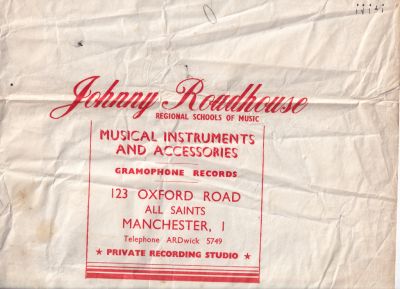 Johnny Roadhouse
REGIONAL SCHOOLS OF MUSIC
MUSICAL INSTRUMENTS
AND ACCESSORIES
GRAMOPHONE RECORDS
123 OXFORD ROAD
ALL SAINTS
MANCHESTER, 1
Telephone ARDwick 5749
★ PRIVATE RECORDING STUDIO ★